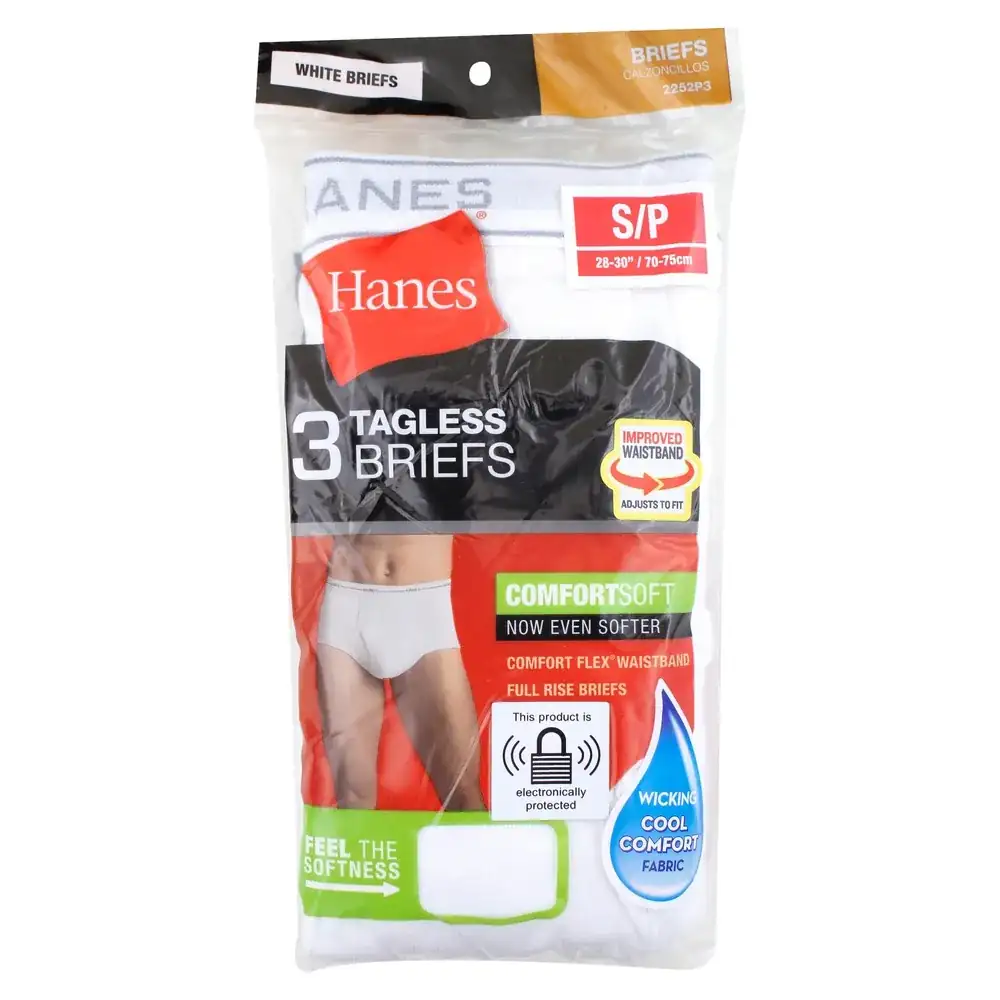 WHITE BRIEFS
BRIEFS
CALZONCILLOS
2252P3
ANES
®
S/P
28-30" / 70-75cm
Hanes
3 TAGLESS
BRIEFS
IMPROVED
WAISTBAND
ADJUSTS TO FIT
COMFORTSOFT
NOW EVEN SOFTER
COMFORT FLEX® WAISTBAND
FULL RISE BRIEFS
This product is
electronically
protected
WICKING
COOL
COMFORT
FABRIC
FEEL THE
SOFTNESS